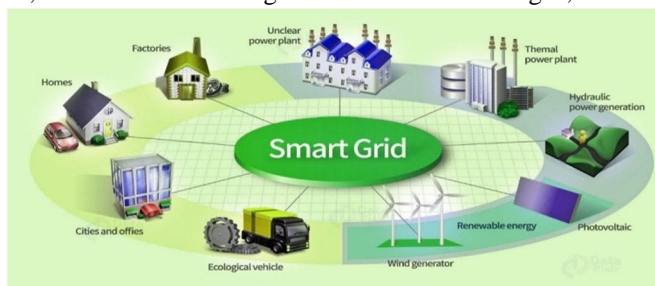 Unclear
power plant
Factories
Themal
power plant
Homes
Hydraulic
power generation
Smart Grid
Cities and offies
Renewable energy
Photovoltaic
Ecological vehicle
Wind generator